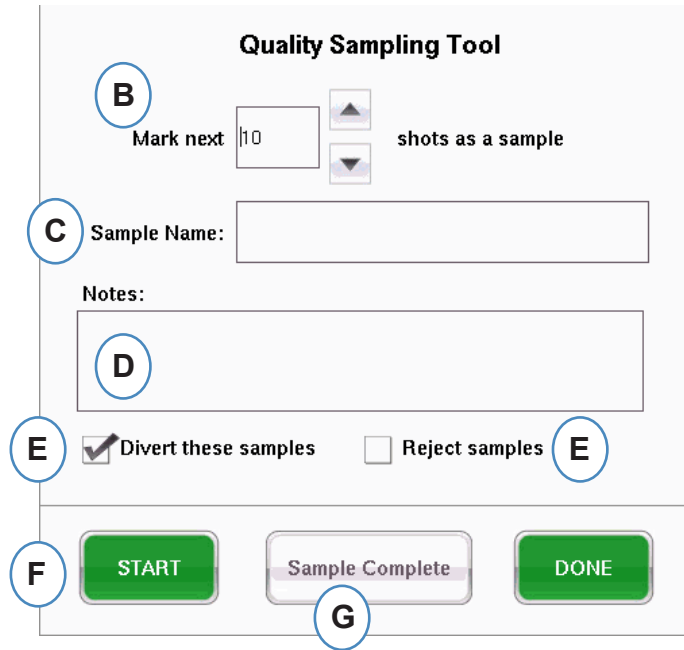 Quality Sampling Tool
B
Mark next 10 shots as a sample
C Sample Name:
Notes:
D
E Divert these samples Reject samples E
F START Sample Complete DONE
G